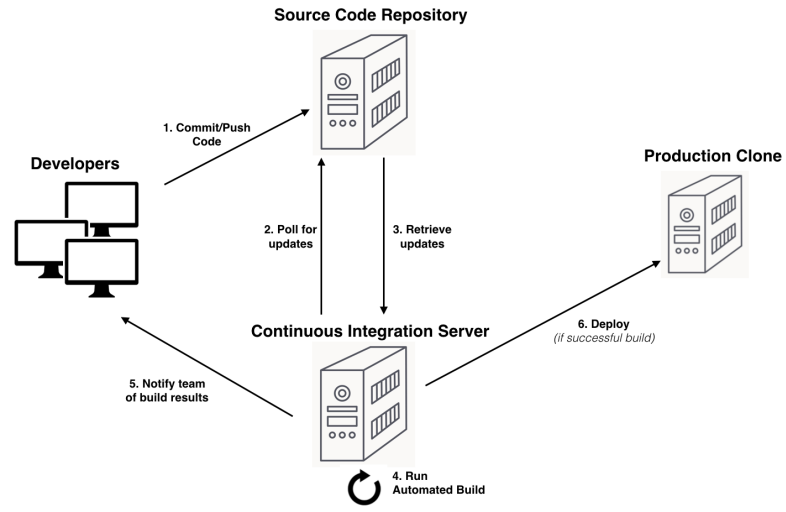 Source Code Repository
1. Commit/Push
Code
Developers
Production Clone
2. Poll for
updates
3. Retrieve
updates
6. Deploy
(if successful build)
Continuous Integration Server
5. Notify team
of build results
4. Run
Automated Build